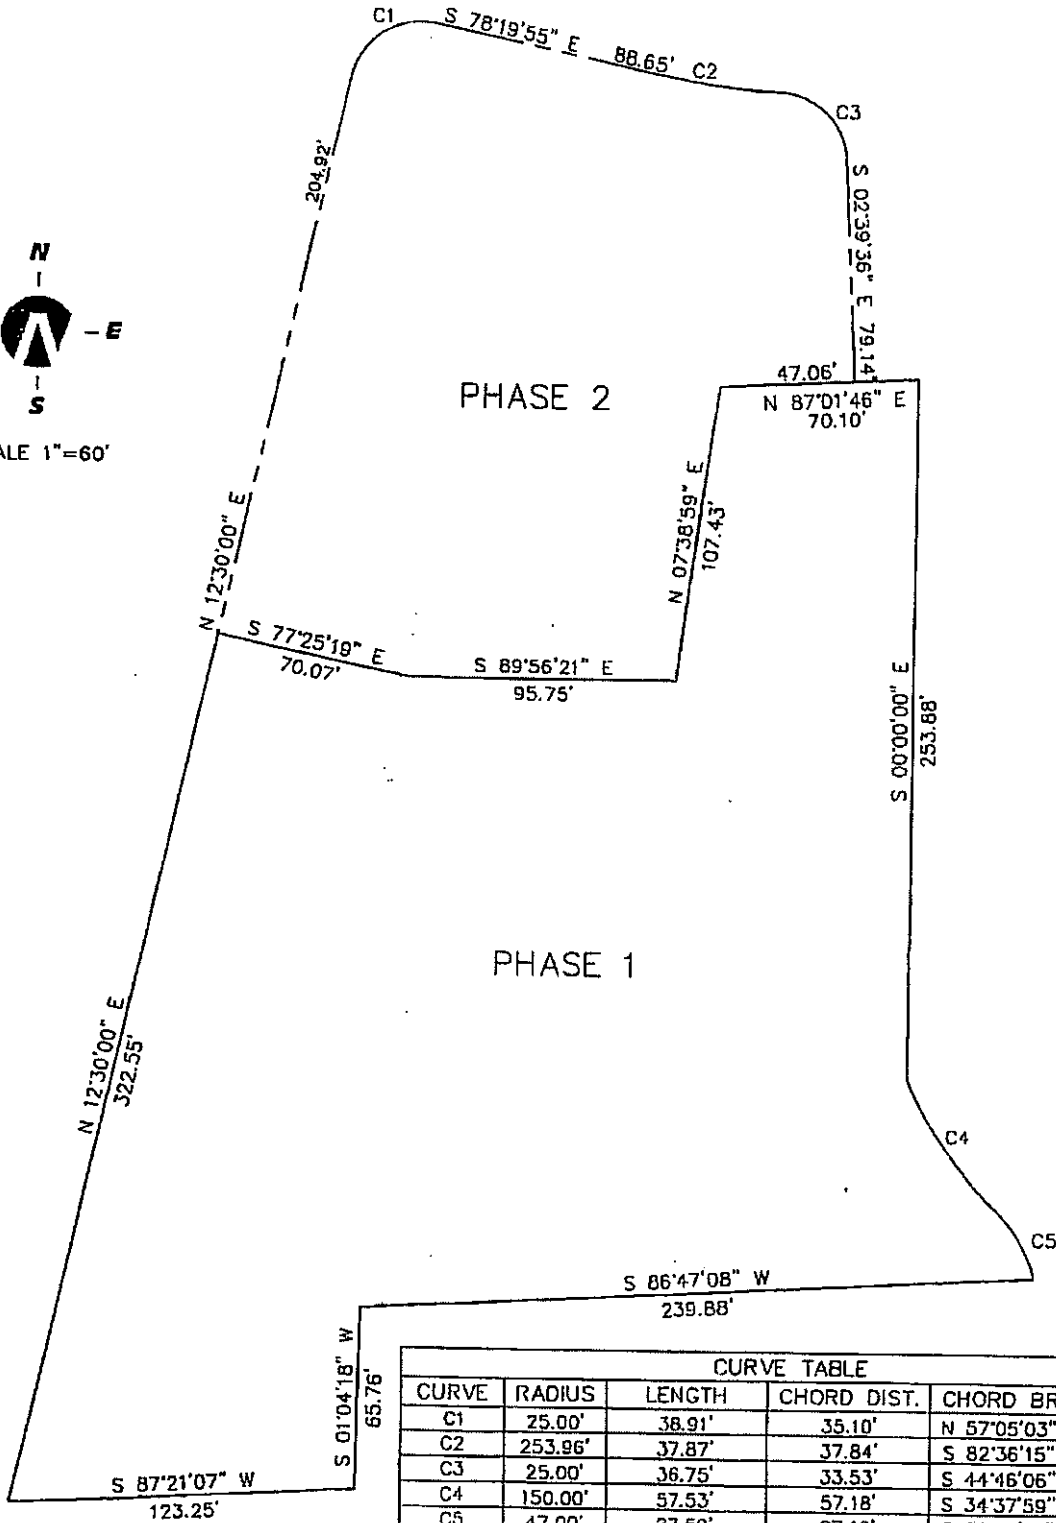 C1
S 78°19'55" E
88.65'
C2
C3
204.92'
S 02°39'36" E 79.14'
N
E
S
ALE 1"=60'
PHASE 2
47.06'
N 87°01'46" E
70.10'
N 07°38'59" E
107.43'
N 12°30'00" E
S 77°25'19" E
70.07'
S 89°56'21" E
95.75'
S 00°00'00" E
253.88'
PHASE 1
N 12°30'00" E
322.55'
C4
C5
S 86°47'08" W
239.88'
S 01°04'18" W
65.76'
S 87°21'07" W
123.25'
CURVE TABLE
CURVE RADIUS LENGTH CHORD DIST. CHORD BR
C1 25.00' 38.91' 35.10' N 57°05'03"
C2 253.96' 37.87' 37.84' S 82°36'15"
C3 25.00' 36.75' 33.53' S 44°46'06"
C4 150.00' 57.53' 57.18' S 34°37'59"
C5 47.00'